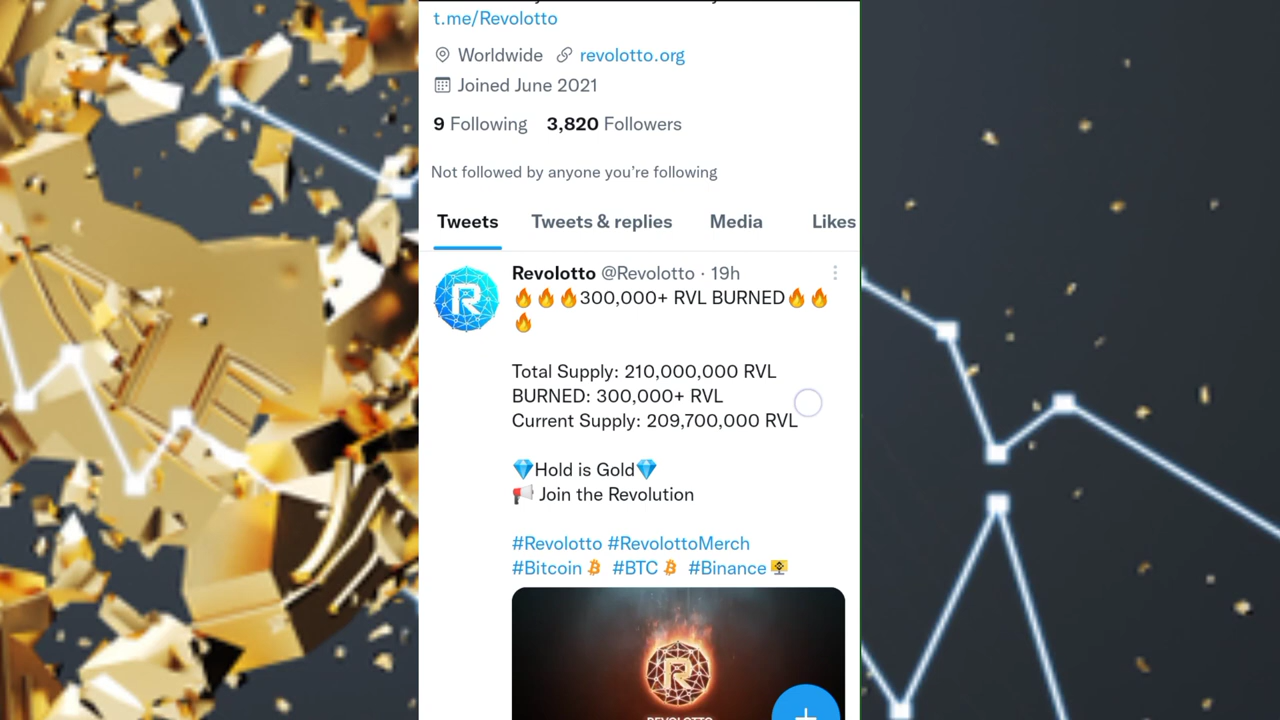 t.me/Revolotto
Worldwide revolotto.org
Joined June 2021
9 Following 3,820 Followers
Not followed by anyone you're following
Tweets Tweets & replies Media Likes
Revolotto @Revolotto · 19h
🔥🔥🔥300,000+ RVL BURNED🔥🔥
🔥
Total Supply: 210,000,000 RVL
BURNED: 300,000+ RVL
Current Supply: 209,700,000 RVL
💎Hold is Gold💎
📢 Join the Revolution
#Revolotto #RevolottoMerch
#Bitcoin #BTC #Binance
R